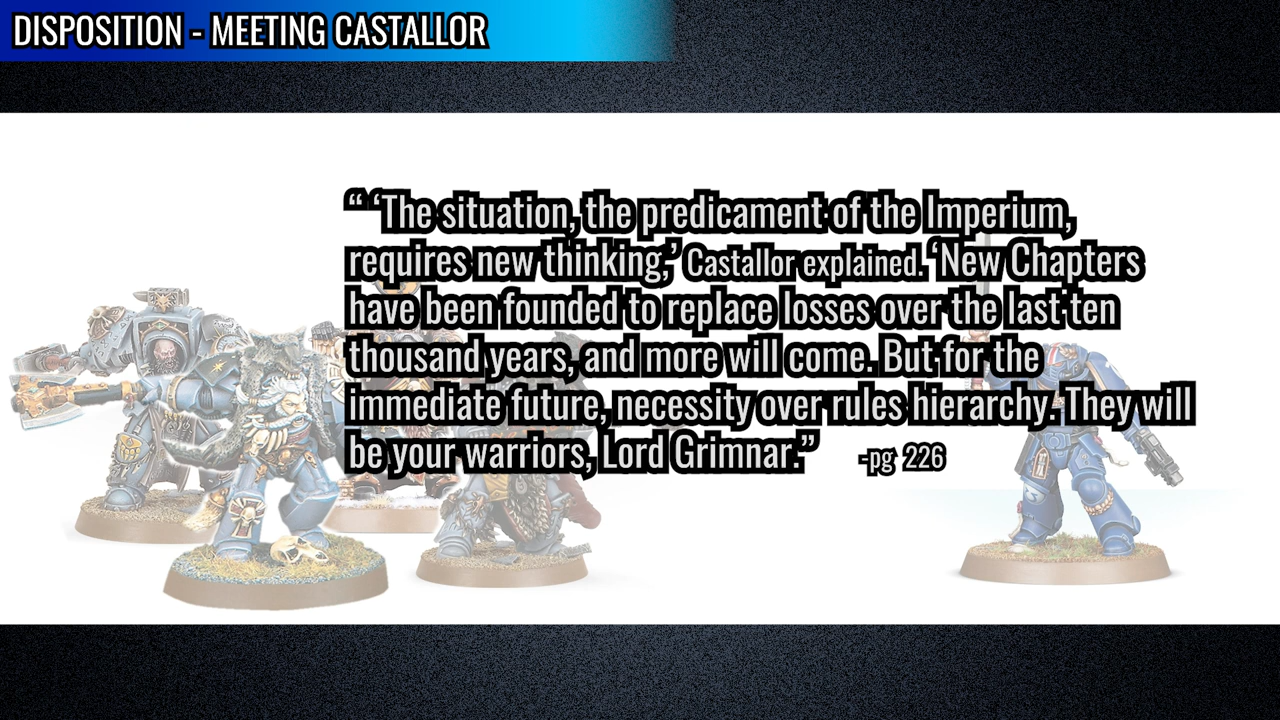 DISPOSITION - MEETING CASTALLOR
“ ‘The situation, the predicament of the Imperium,
requires new thinking,’ Castallor explained. ‘New Chapters
have been founded to replace losses over the last ten
thousand years, and more will come. But for the
immediate future, necessity over rules hierarchy. They will
be your warriors, Lord Grimnar.” -pg 226